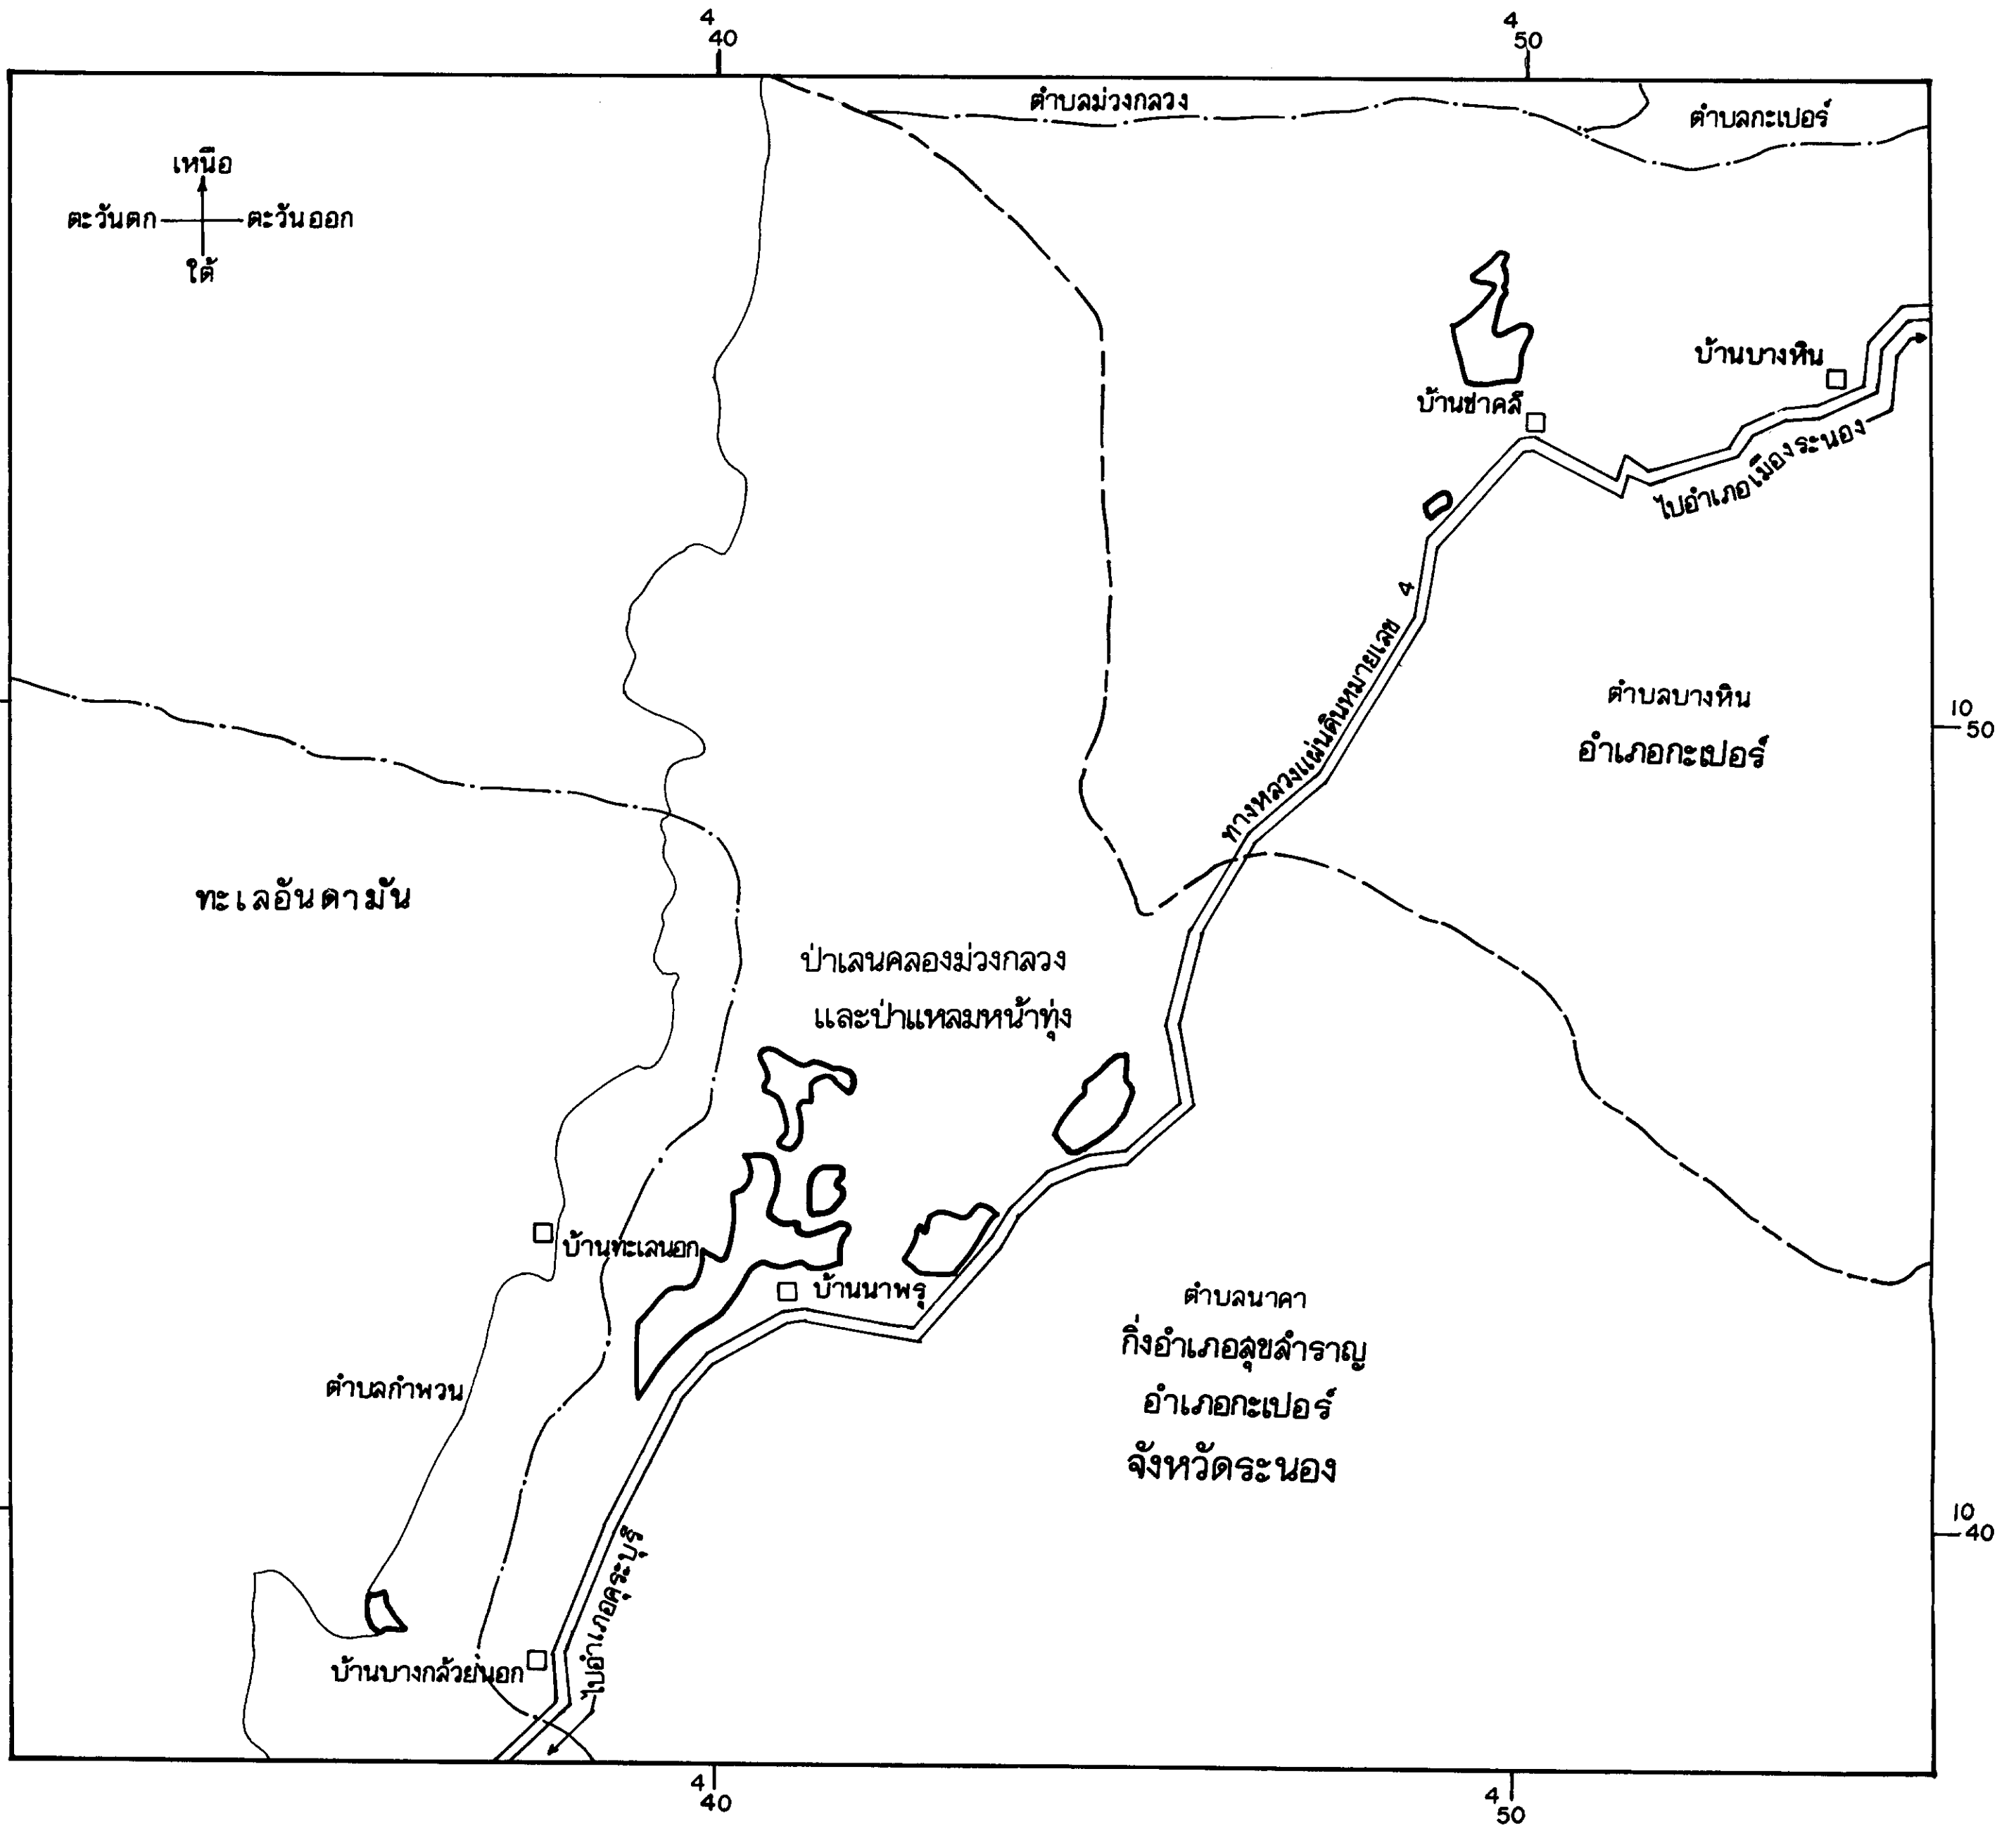 4
40
4
50
ตำบลม่วงกลวง
ตำบลกะเปอร์
เหนือ
ตะวันตก
ตะวันออก
ใต้
บ้านบางหิน
บ้านชาคลี
ไปอำเภอเมืองระนอง
ทางหลวงแผ่นดินหมายเลข 4
ตำบลบางหิน
อำเภอกะเปอร์
10
50
ทะเลอันดามัน
ป่าเลนคลองม่วงกลวง
และป่าแหลมหน้าทุ่ง
บ้านทะเลนอก
บ้านนาพรุ
ตำบลนาคา
กิ่งอำเภอสุขสำราญ
อำเภอกะเปอร์
จังหวัดระนอง
ตำบลกำพวน
10
40
ไปอำเภอคุระบุรี
บ้านบางกล้วยนอก
4
40
4
50